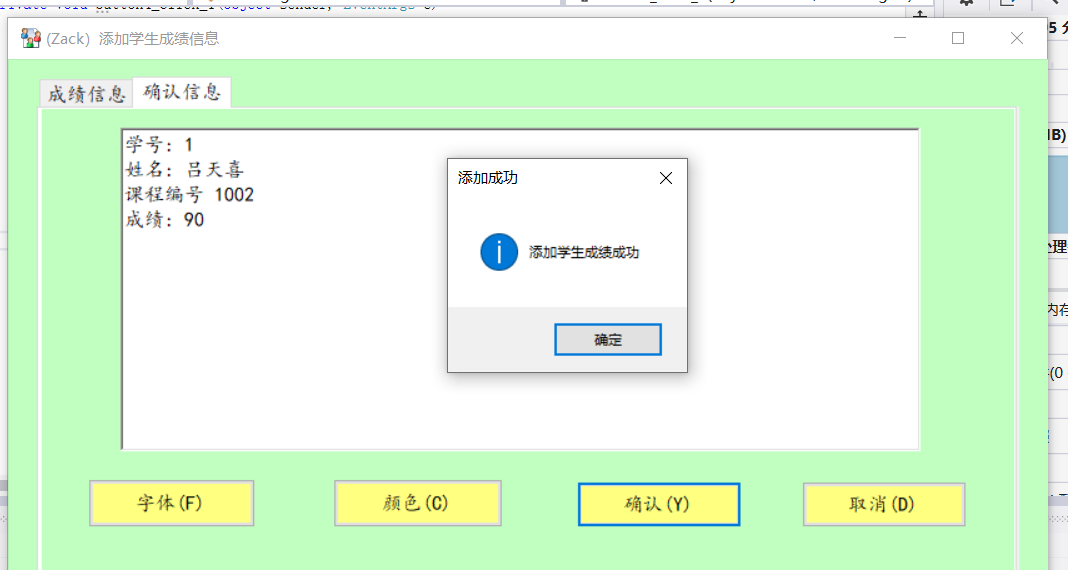 (Zack) 添加学生成绩信息
成绩信息 确认信息
学号: 1
姓名: 吕天喜
课程编号 1002
成绩: 90
添加成功
添加学生成绩成功
确定
字体(F) 颜色(C) 确认(Y) 取消(D)